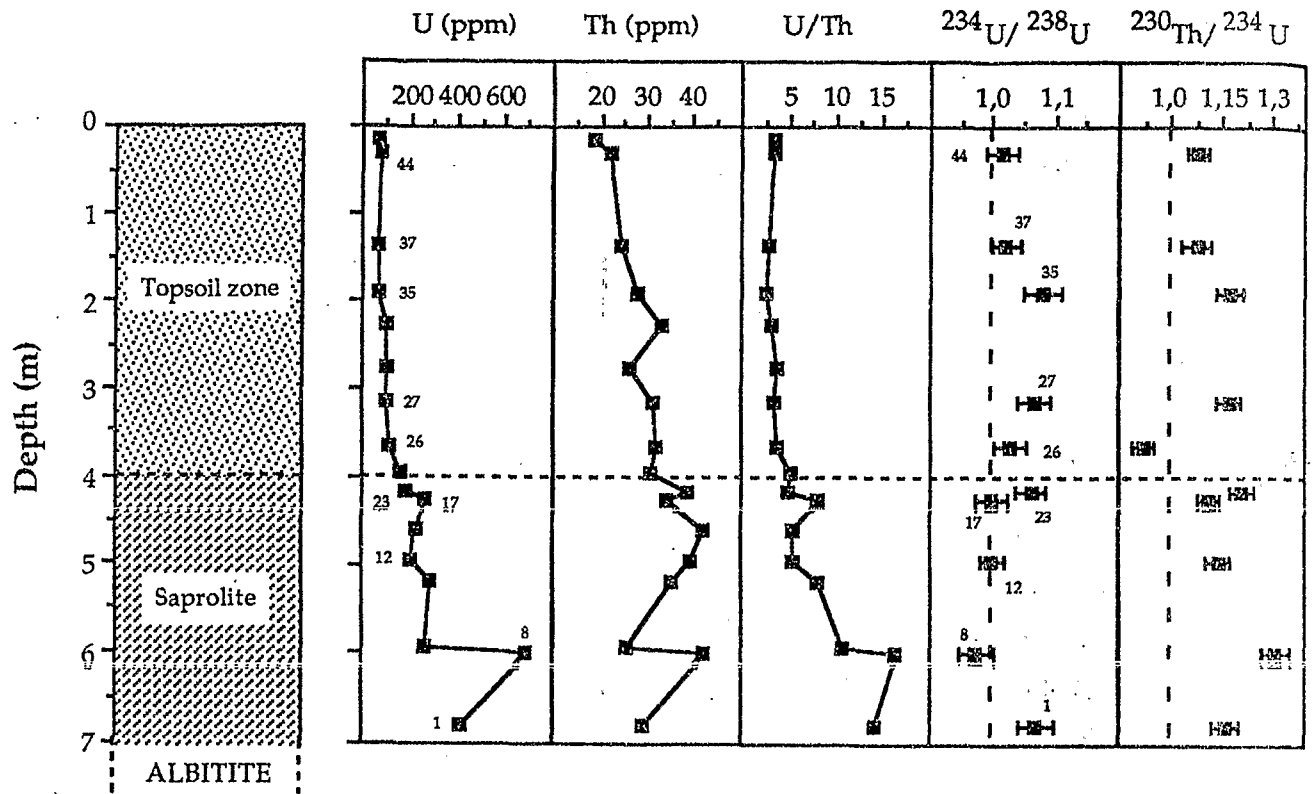 U (ppm) Th (ppm) U/Th 234U/ 238U 230Th/ 234 U
200 400 600 20 30 40 5 10 15 1,0 1,1 1,0 1,15 1,3
0
44 44
1
37 37
35 35
Topsoil zone
2
Depth (m)
3
27 27
26 26
4
23 17 17 23
12 12
5
Saprolite
8 8
6
1 1
7
ALBITITE